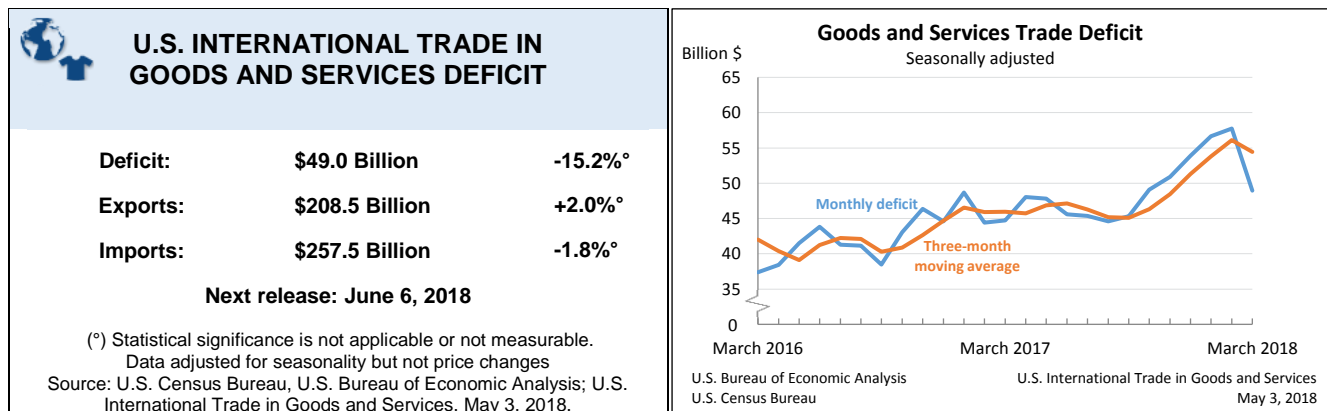 U.S. INTERNATIONAL TRADE IN
GOODS AND SERVICES DEFICIT
Deficit: $49.0 Billion -15.2%°
Exports: $208.5 Billion +2.0%°
Imports: $257.5 Billion -1.8%°
Next release: June 6, 2018
(°) Statistical significance is not applicable or not measurable.
Data adjusted for seasonality but not price changes
Source: U.S. Census Bureau, U.S. Bureau of Economic Analysis; U.S.
International Trade in Goods and Services, May 3, 2018.
Goods and Services Trade Deficit
Seasonally adjusted
Billion $
65
60
55
50
45
40
35
0
Monthly deficit
Three-month
moving average
March 2016 March 2017 March 2018
U.S. Bureau of Economic Analysis U.S. International Trade in Goods and Services
U.S. Census Bureau May 3, 2018